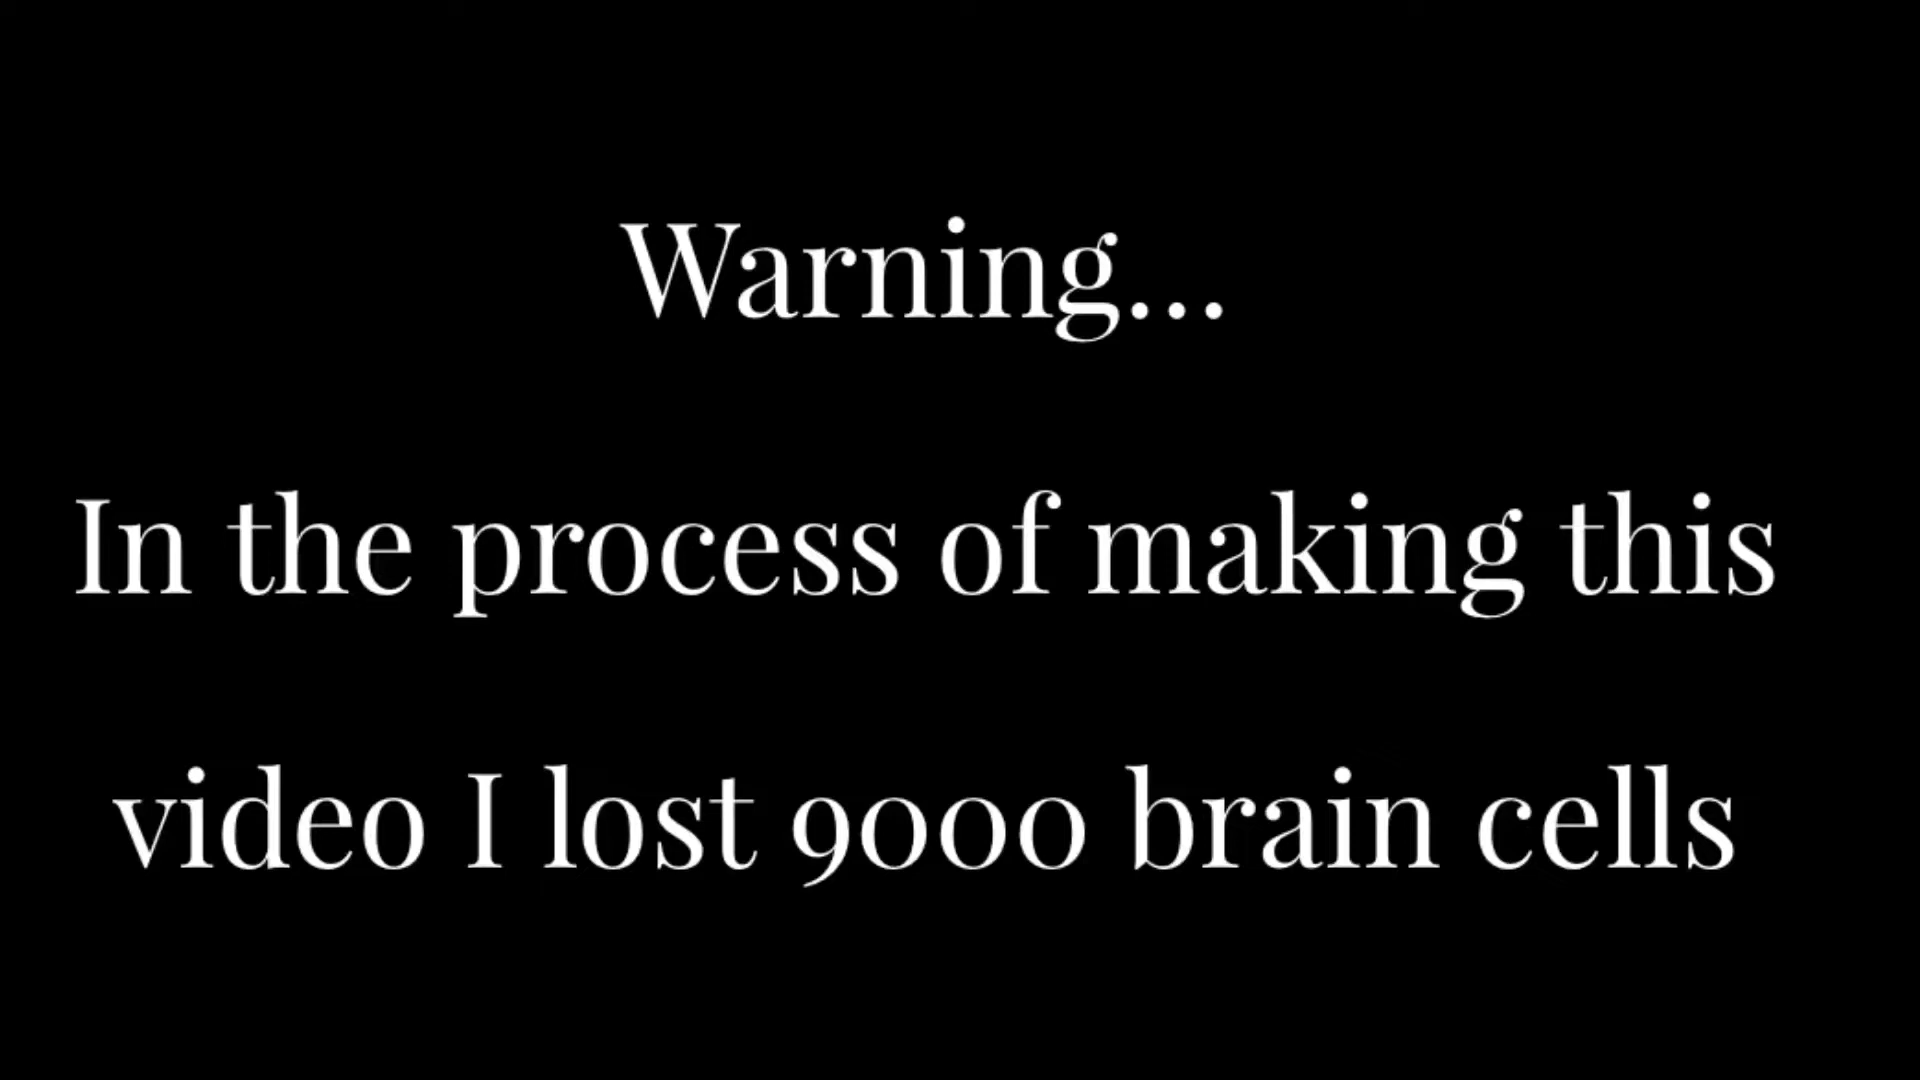 Warning...
In the process of making this
video I lost 9000 brain cells